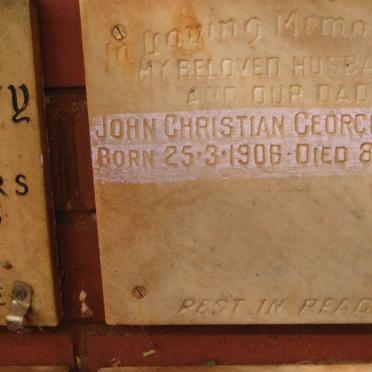 In Loving Memo
MY BELOVED HUSBA
AND OUR DAD
JOHN CHRISTIAN GEORG
BORN 25·3·1906·DIED 8
REST IN PEAC
y
RS